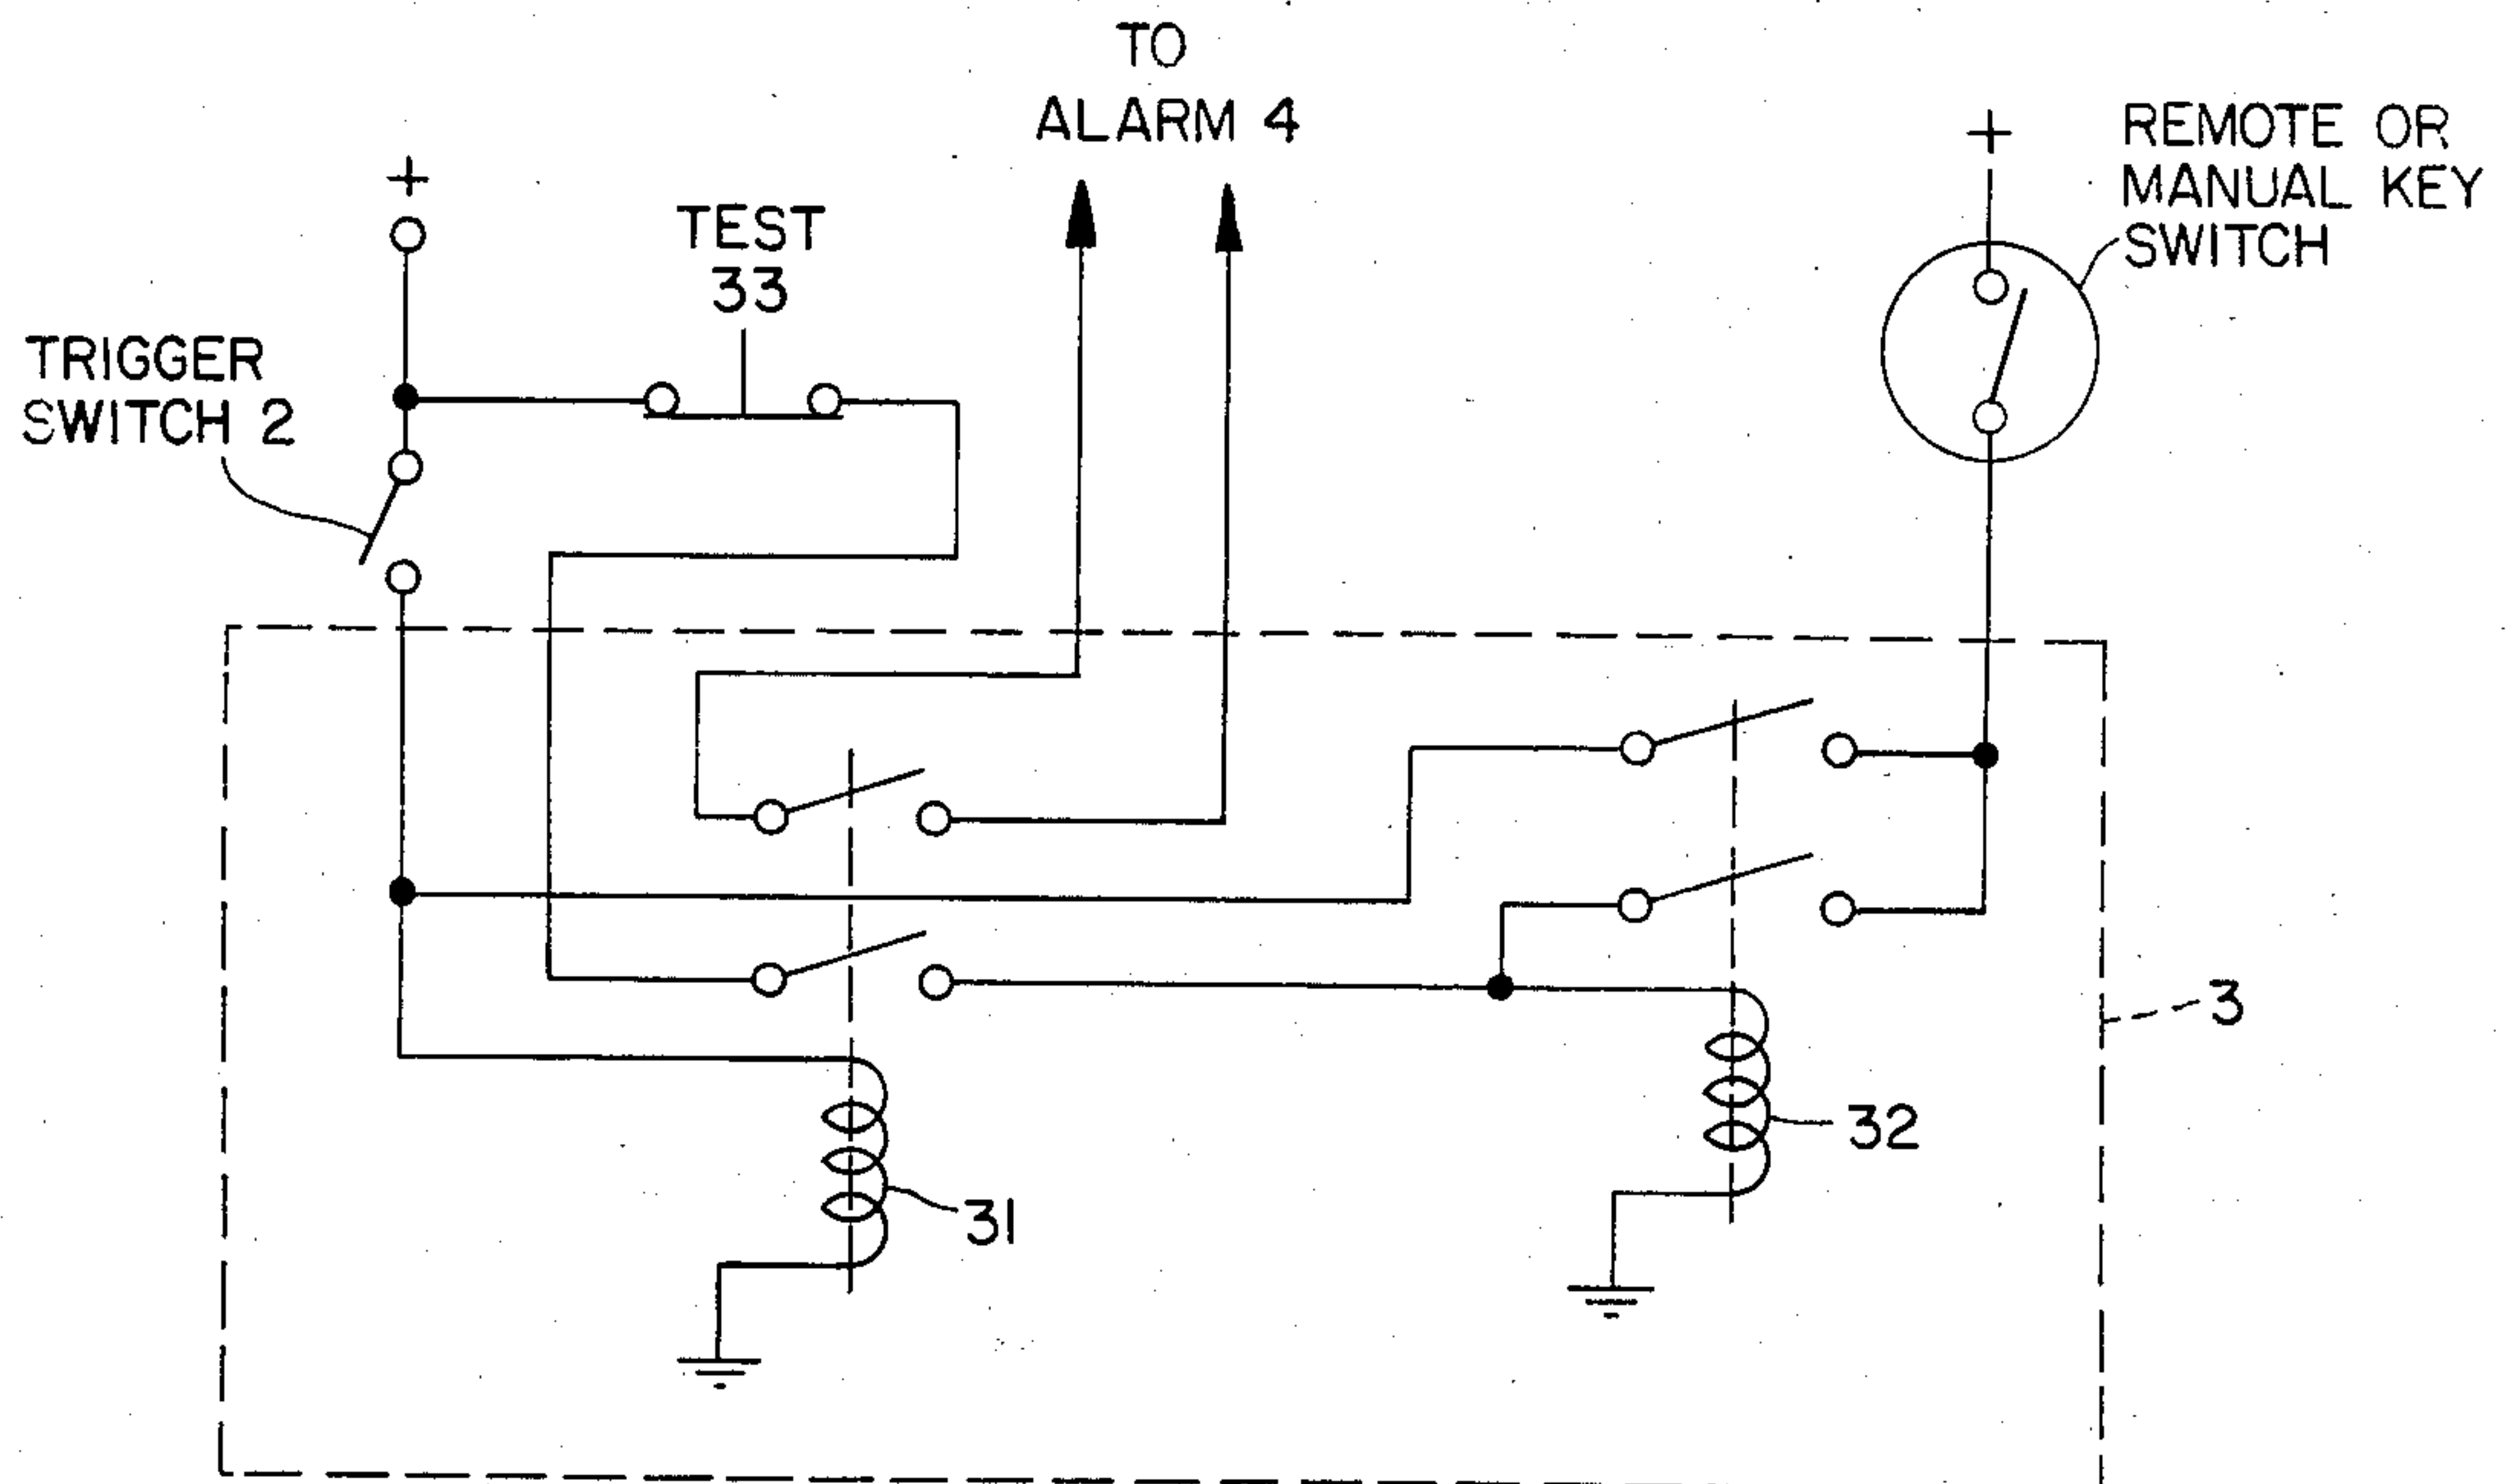 TO
ALARM 4
+
+
REMOTE OR
MANUAL KEY
SWITCH
TEST
33
TRIGGER
SWITCH 2
3
32
31